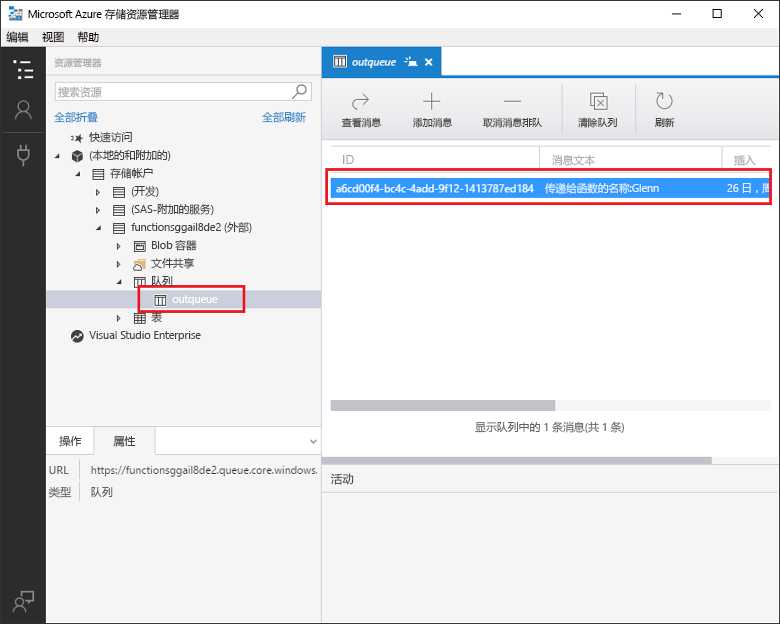 Microsoft Azure 存储资源管理器
编辑 视图 帮助
资源管理器
搜索资源
全部折叠 全部刷新
快速访问
(本地的和附加的)
存储帐户
(开发)
(SAS-附加的服务)
functionsggail8de2 (外部)
Blob 容器
文件共享
队列
outqueue
表
Visual Studio Enterprise
操作 属性
URL https://functionsggail8de2.queue.core.windows.
类型 队列
outqueue
查看消息 添加消息 取消消息排队 清除队列 刷新
ID 消息文本 插入
a6cd00f4-bc4c-4add-9f12-1413787ed184 传递给函数的名称:Glenn 26 日，周
显示队列中的 1 条消息(共 1 条)
活动